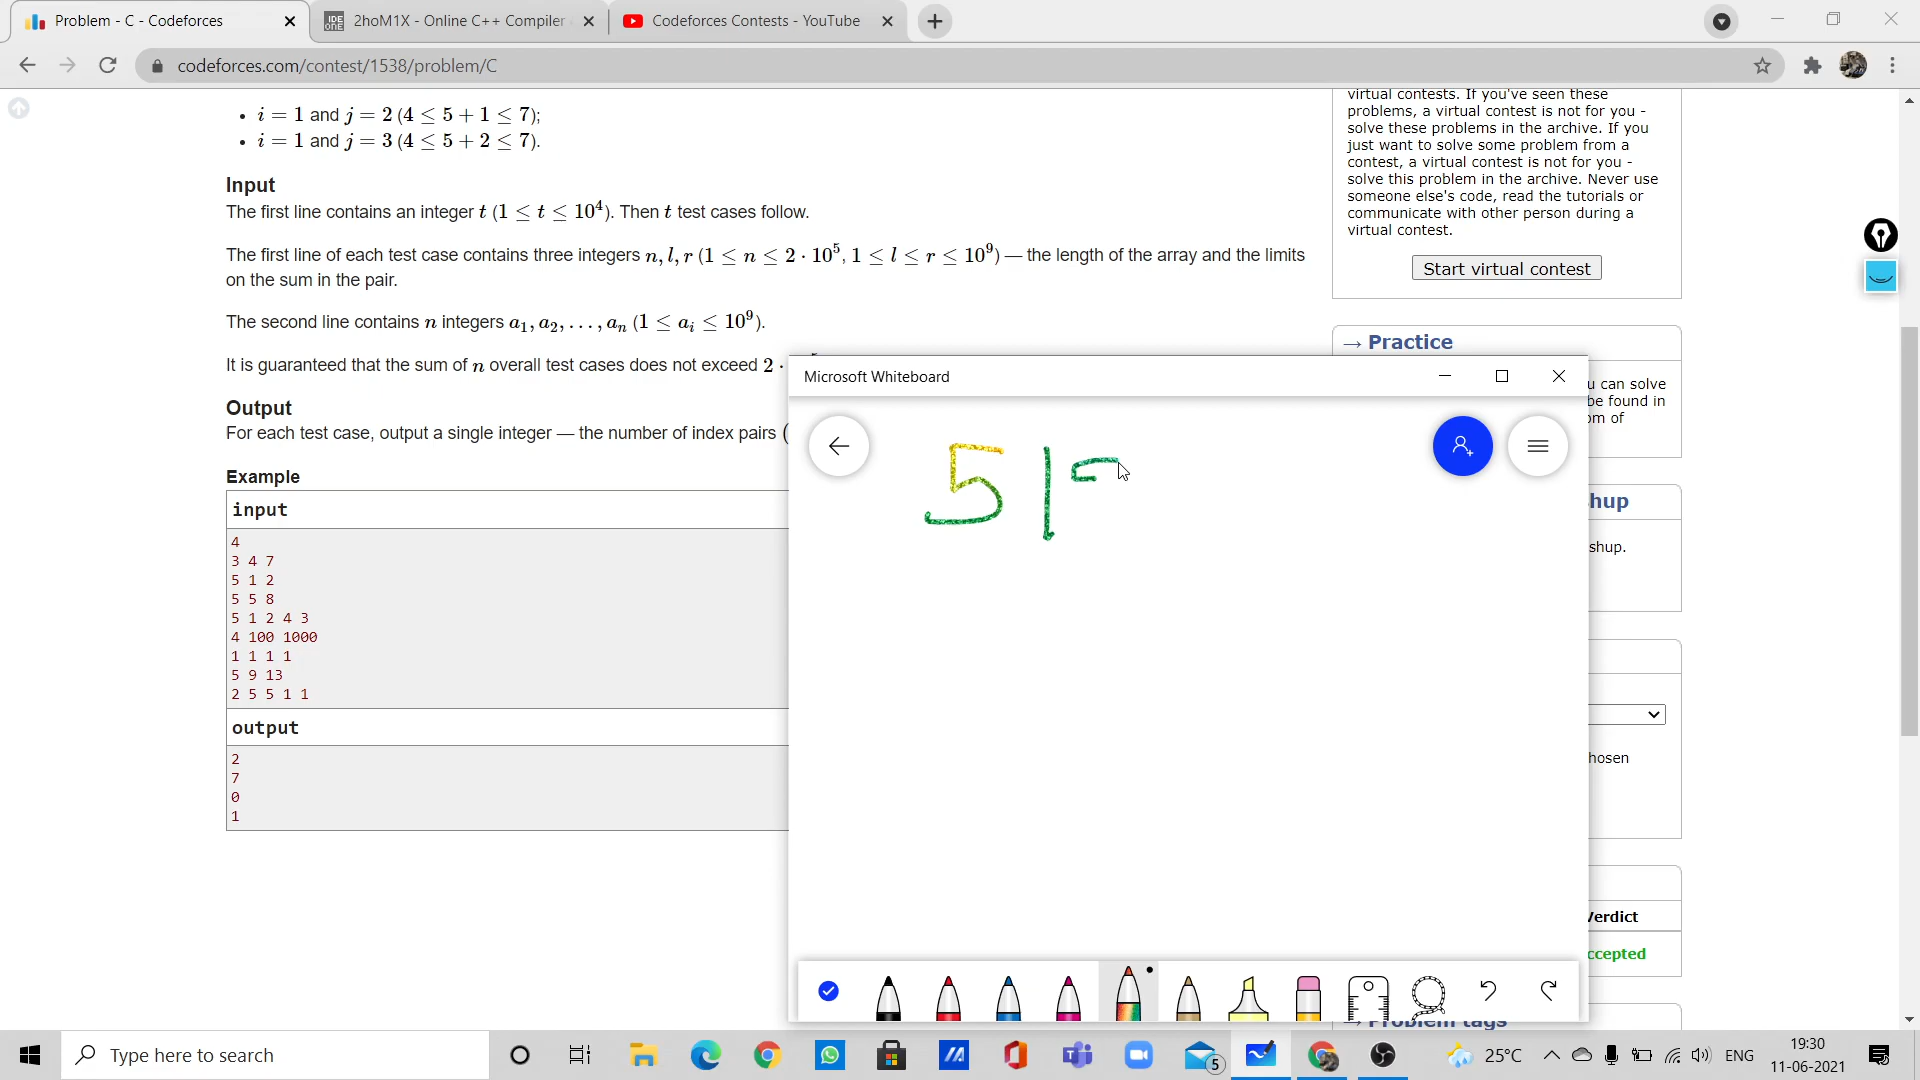 Problem - C - Codeforces
2hoM1X - Online C++ Compiler
Codeforces Contests - YouTube
codeforces.com/contest/1538/problem/C
• i = 1 and j = 2 (4 ≤ 5 + 1 ≤ 7);
• i = 1 and j = 3 (4 ≤ 5 + 2 ≤ 7).
Input
The first line contains an integer t (1 ≤ t ≤ 10⁴). Then t test cases follow.
The first line of each test case contains three integers n, l, r (1 ≤ n ≤ 2 · 10⁵, 1 ≤ l ≤ r ≤ 10⁹) — the length of the array and the limits
on the sum in the pair.
The second line contains n integers a₁, a₂, . . . , aₙ (1 ≤ aᵢ ≤ 10⁹).
It is guaranteed that the sum of n overall test cases does not exceed 2 ·
Output
For each test case, output a single integer — the number of index pairs (
Example
input
4
3 4 7
5 1 2
5 5 8
5 1 2 4 3
4 100 1000
1 1 1 1
5 9 13
2 5 5 1 1
output
2
7
0
1
virtual contests. If you've seen these
problems, a virtual contest is not for you -
solve these problems in the archive. If you
just want to solve some problem from a
contest, a virtual contest is not for you -
solve this problem in the archive. Never use
someone else's code, read the tutorials or
communicate with other person during a
virtual contest.
Start virtual contest
→ Practice
u can solve
be found in
om of
hup
shup.
hosen
Verdict
ccepted
→ Problem tags
Microsoft Whiteboard
5 1
Type here to search
5
25°C
ENG
19:30
11-06-2021